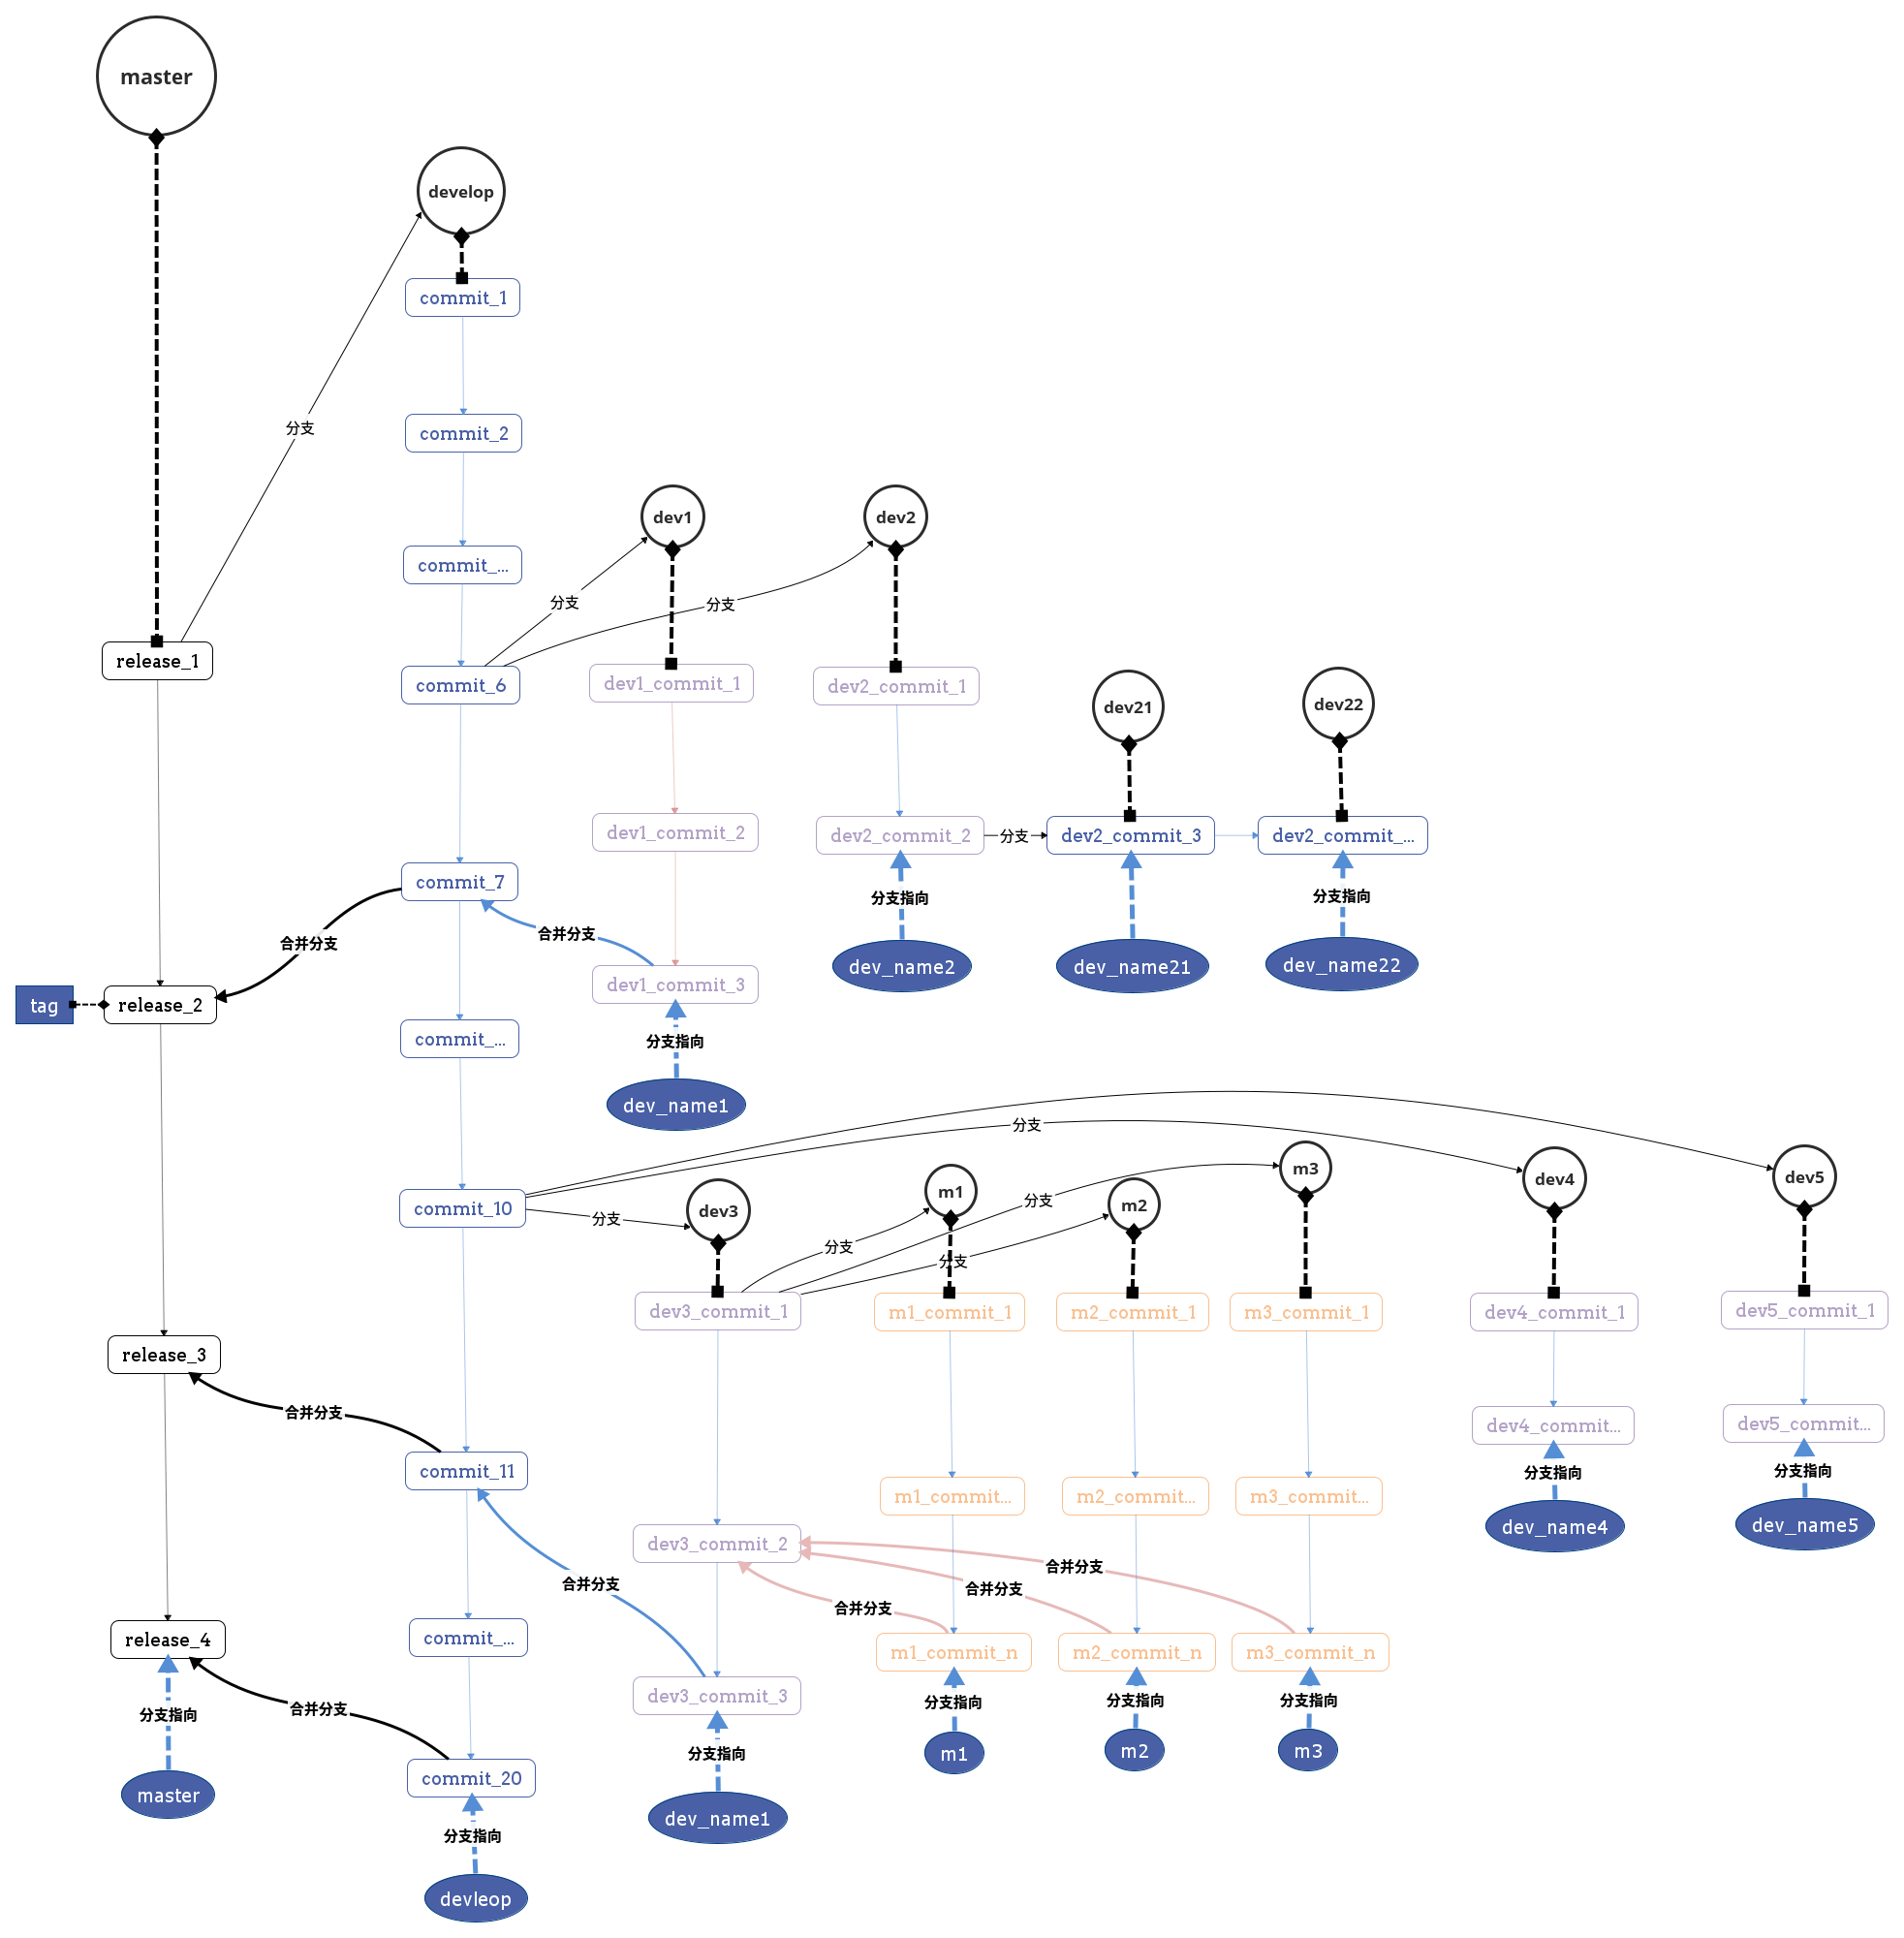 master
develop
commit_1
分支
commit_2
dev1
dev2
commit_...
分支
分支
release_1
commit_6
dev1_commit_1
dev2_commit_1
dev21
dev22
dev1_commit_2
dev2_commit_2
分支
dev2_commit_3
dev2_commit_...
commit_7
分支指向
分支指向
合并分支
合并分支
dev_name2
dev_name21
dev_name22
dev1_commit_3
tag
release_2
commit_...
分支指向
dev_name1
分支
m3
dev4
dev5
m1
m2
commit_10
分支
dev3
分支
分支
分支
dev3_commit_1
m1_commit_1
m2_commit_1
m3_commit_1
dev4_commit_1
dev5_commit_1
release_3
合并分支
dev4_commit...
dev5_commit...
commit_11
分支指向
分支指向
m1_commit...
m2_commit...
m3_commit...
dev_name4
dev_name5
dev3_commit_2
合并分支
合并分支
合并分支
合并分支
release_4
commit_...
m1_commit_n
m2_commit_n
m3_commit_n
dev3_commit_3
分支指向
合并分支
分支指向
分支指向
分支指向
分支指向
m1
m2
m3
commit_20
master
dev_name1
分支指向
devleop